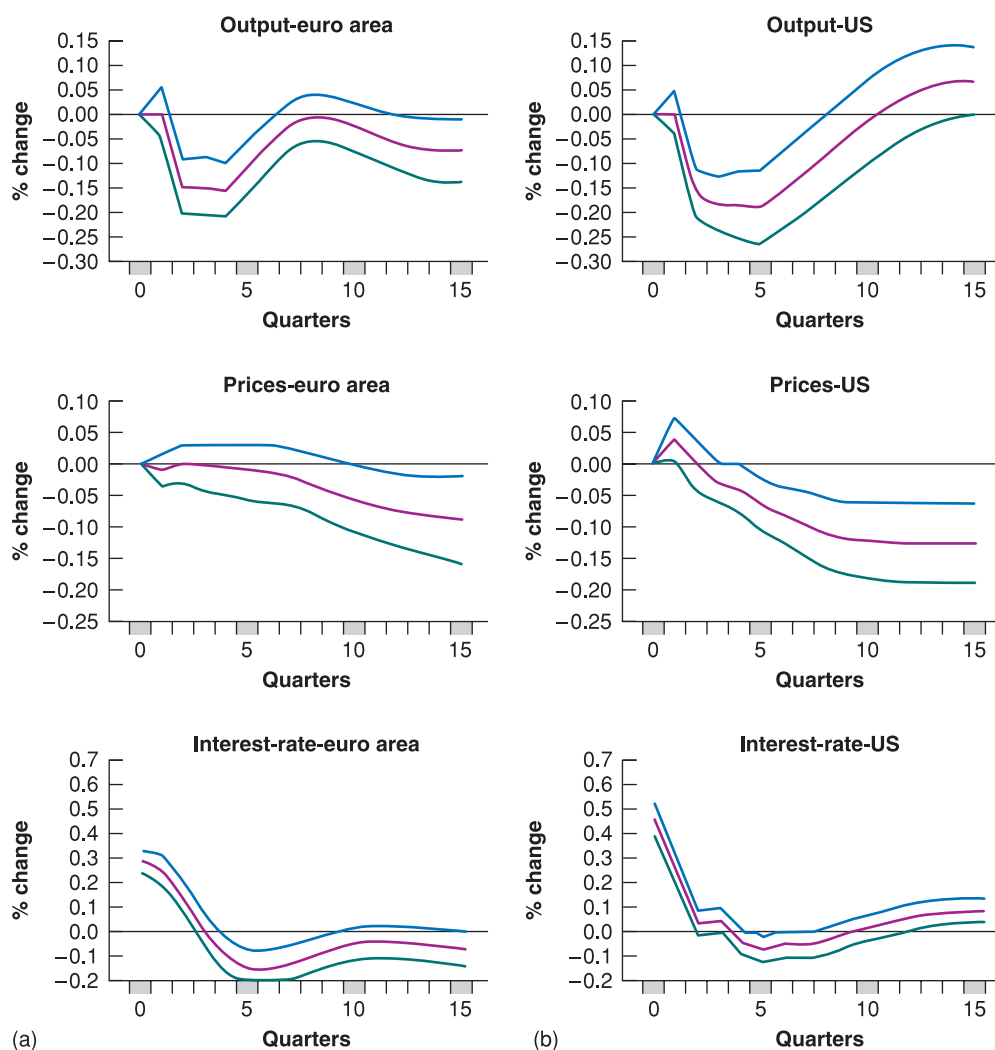 Output-euro area
% change
0.15
0.10
0.05
0.00
−0.05
−0.10
−0.15
−0.20
−0.25
−0.30
0 5 10 15
Quarters
Output-US
% change
0.15
0.10
0.05
0.00
−0.05
−0.10
−0.15
−0.20
−0.25
−0.30
0 5 10 15
Quarters
Prices-euro area
% change
0.10
0.05
0.00
−0.05
−0.10
−0.15
−0.20
−0.25
0 5 10 15
Quarters
Prices-US
% change
0.10
0.05
0.00
−0.05
−0.10
−0.15
−0.20
−0.25
0 5 10 15
Quarters
Interest-rate-euro area
% change
0.7
0.6
0.5
0.4
0.3
0.2
0.1
0.0
−0.1
−0.2
0 5 10 15
(a) Quarters
Interest-rate-US
% change
0.7
0.6
0.5
0.4
0.3
0.2
0.1
0.0
−0.1
−0.2
0 5 10 15
(b) Quarters